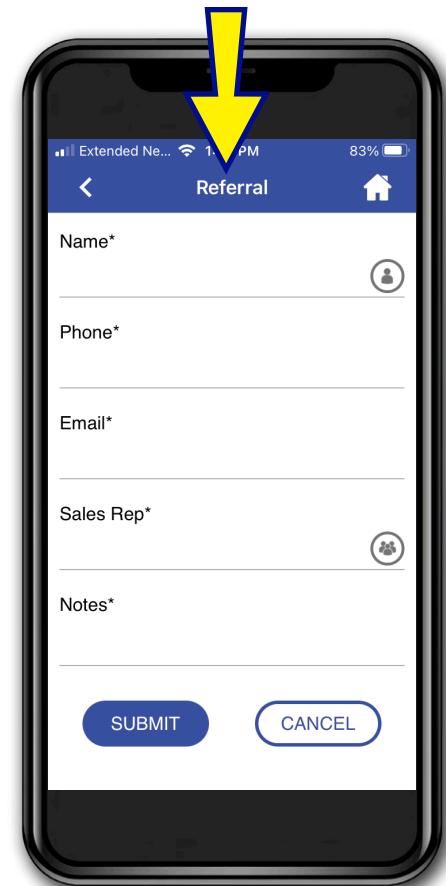 Extended Ne... PM 83%
Referral
Name*
Phone*
Email*
Sales Rep*
Notes*
SUBMIT CANCEL